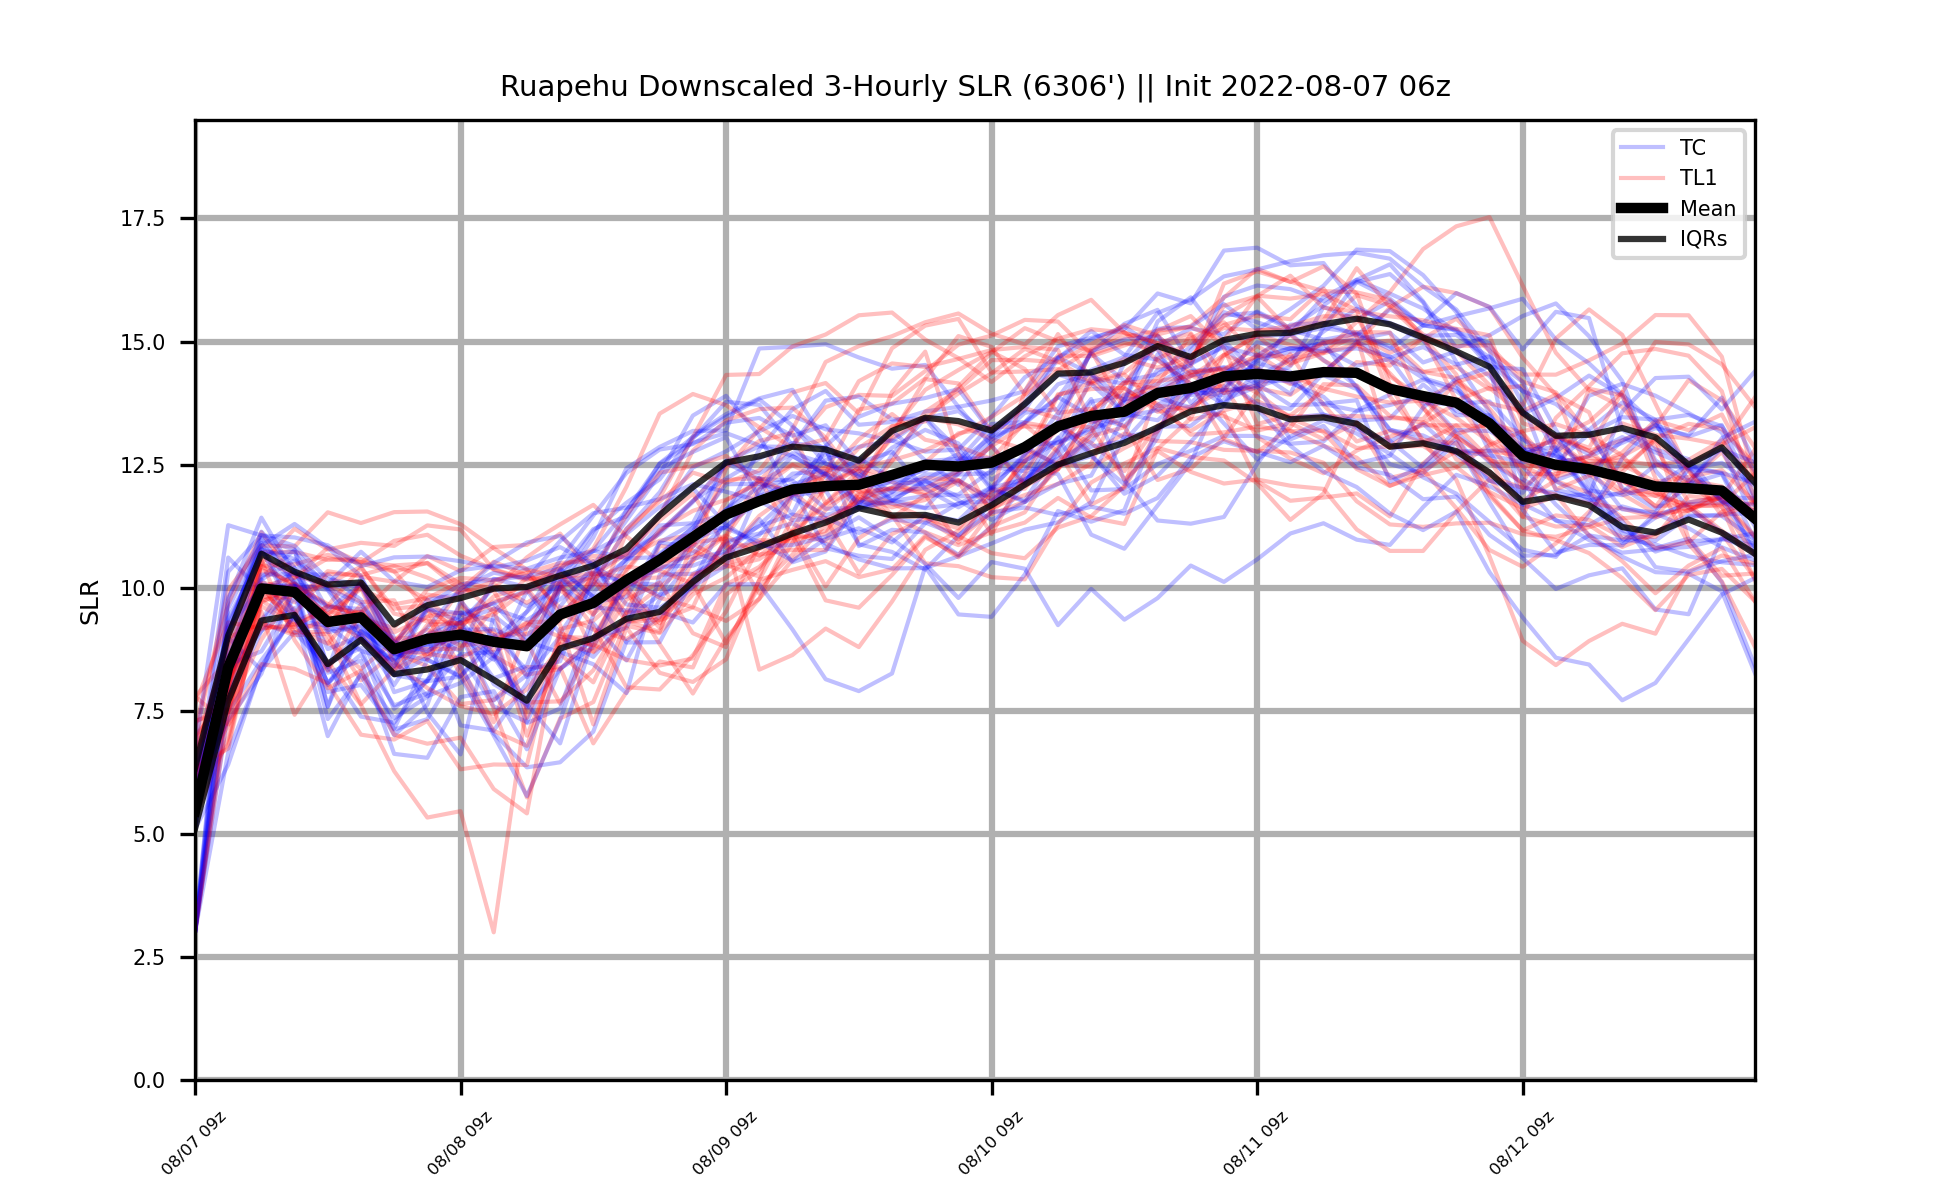 Ruapehu Downscaled 3-Hourly SLR (6306') || Init 2022-08-07 06z
TC
TL1
Mean
IQRs
SLR
17.5
15.0
12.5
10.0
7.5
5.0
2.5
0.0
08/07 09z
08/08 09z
08/09 09z
08/10 09z
08/11 09z
08/12 09z